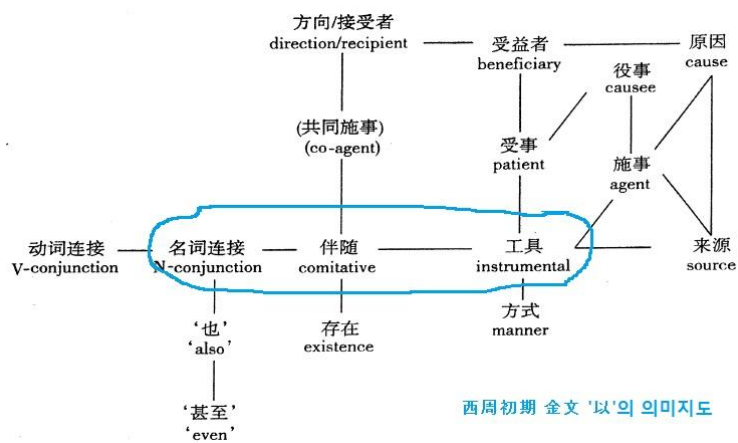 方向/接受者
direction/recipient
受益者
beneficiary
原因
cause
役事
causee
(共同施事)
(co-agent)
受事
patient
施事
agent
动词连接
V-conjunction
名词连接
N-conjunction
伴随
comitative
工具
instrumental
来源
source
'也'
'also'
存在
existence
方式
manner
'甚至'
'even'
西周初期 金文 '以'의 의미지도